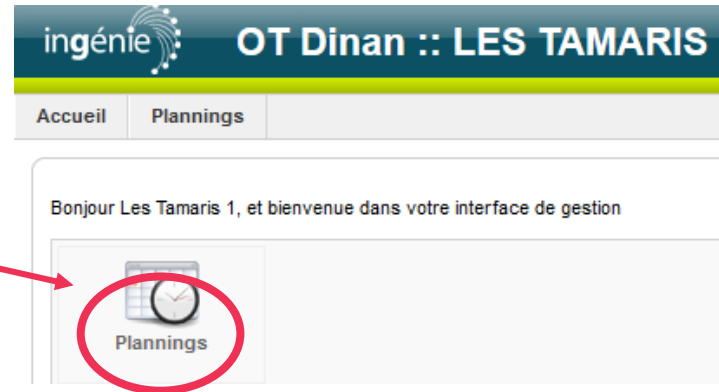 ingénie OT Dinan :: LES TAMARIS
Accueil Plannings
Bonjour Les Tamaris 1, et bienvenue dans votre interface de gestion
Plannings